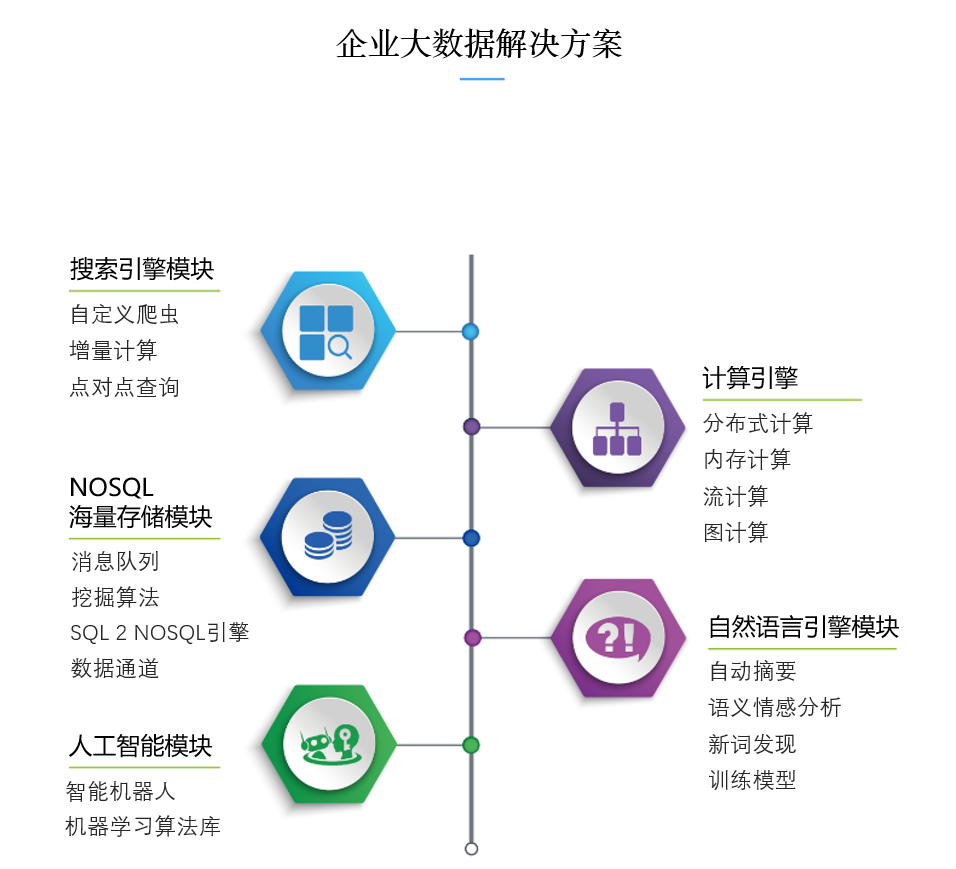 企业大数据解决方案
搜索引擎模块
自定义爬虫
增量计算
点对点查询
计算引擎
分布式计算
内存计算
流计算
图计算
NOSQL
海量存储模块
消息队列
挖掘算法
SQL 2 NOSQL引擎
数据通道
?!
自然语言引擎模块
自动摘要
语义情感分析
新词发现
训练模型
人工智能模块
智能机器人
机器学习算法库